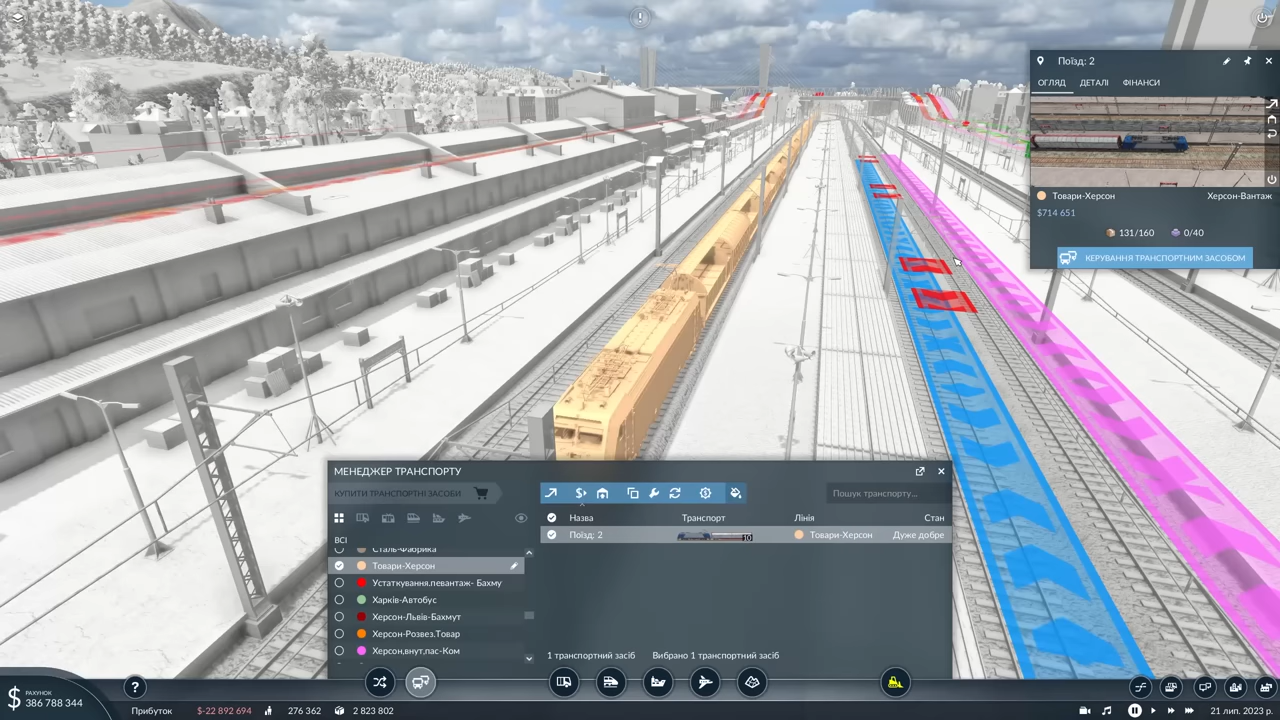 Поїзд: 2
ОГЛЯД ДЕТАЛІ ФІНАНСИ
Товари-Херсон Херсон-Вантаж
$714 651
131/160 0/40
КЕРУВАННЯ ТРАНСПОРТНИМ ЗАСОБОМ
МЕНЕДЖЕР ТРАНСПОРТУ
КУПИТИ ТРАНСПОРТНІ ЗАСОБИ
Пошук транспорту...
ВСІ
Назва Транспорт Лінія Стан
Поїзд: 2 10 Товари-Херсон Дуже добре
Сталь-Фабрика
Товари-Херсон
Устаткування.певантаж- Бахму
Харків-Автобус
Херсон-Львів-Бахмут
Херсон-Розвез.Товар
Херсон,внут,пас-Ком
1 транспортний засіб Вибрано 1 транспортний засіб
$ РАХУНОК
386 788 344
?
Прибуток $-22 892 694 276 362 2 823 802
21 лип. 2023 р.